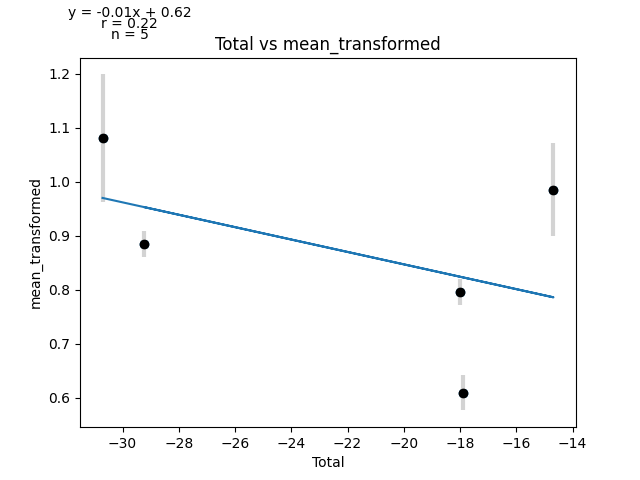 y = -0.01x + 0.62
r = 0.22
n = 5
Total vs mean_transformed
mean_transformed
1.2
1.1
1.0
0.9
0.8
0.7
0.6
−30
−28
−26
−24
−22
−20
−18
−16
−14
Total